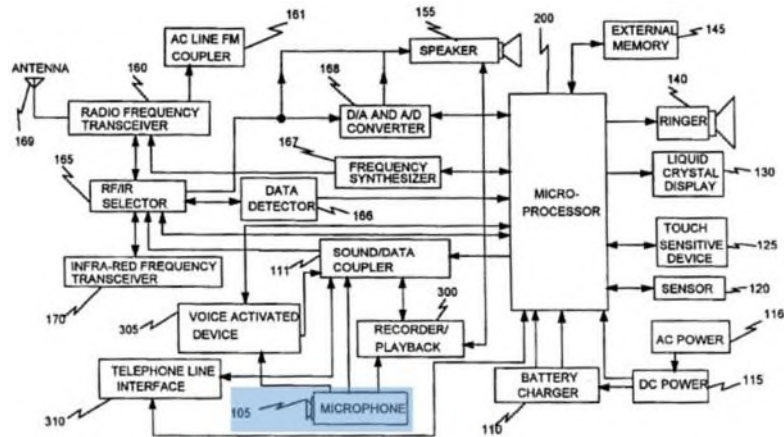 161
155
200
AC LINE FM
COUPLER
SPEAKER
EXTERNAL
MEMORY
145
ANTENNA
160
168
140
RADIO FREQUENCY
TRANSCEIVER
D/A AND A/D
CONVERTER
RINGER
169
167
165
FREQUENCY
SYNTHESIZER
LIQUID
CRYSTAL
DISPLAY
130
RF/IR
SELECTOR
DATA
DETECTOR
166
MICRO-
PROCESSOR
SOUND/DATA
COUPLER
111
TOUCH
SENSITIVE
DEVICE
125
INFRA-RED FREQUENCY
TRANSCEIVER
170
300
SENSOR
120
305
VOICE ACTIVATED
DEVICE
RECORDER/
PLAYBACK
116
AC POWER
TELEPHONE LINE
INTERFACE
310
105
MICROPHONE
BATTERY
CHARGER
110
DC POWER
115